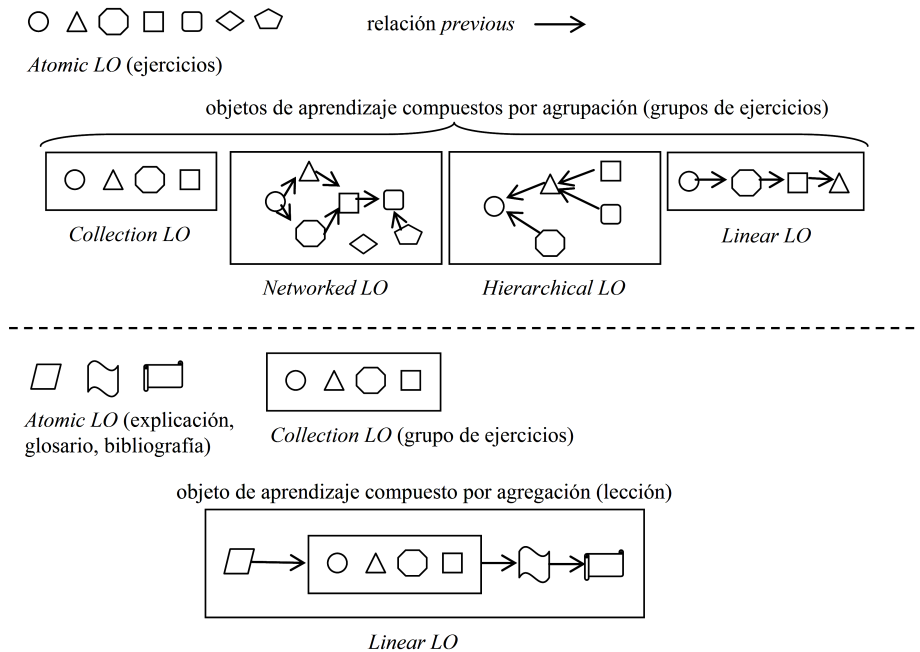 relación previous
Atomic LO (ejercicios)
objetos de aprendizaje compuestos por agrupación (grupos de ejercicios)
Collection LO
Networked LO
Hierarchical LO
Linear LO
Atomic LO (explicación,
glosario, bibliografía)
Collection LO (grupo de ejercicios)
objeto de aprendizaje compuesto por agregación (lección)
Linear LO